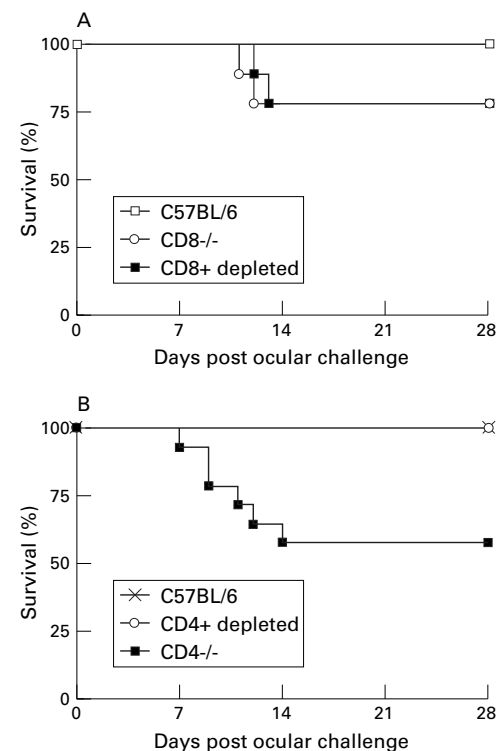 A
100
75
50
25
0
Survival (%)
C57BL/6
CD8-/-
CD8+ depleted
0 7 14 21 28
Days post ocular challenge
B
100
75
50
25
0
Survival (%)
C57BL/6
CD4+ depleted
CD4-/-
0 7 14 21 28
Days post ocular challenge